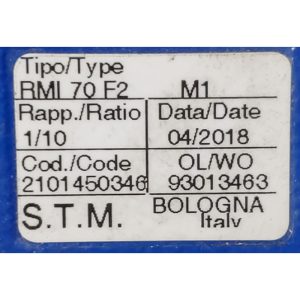 Tipo/Type
RMI 70 F2 M1
Rapp./Ratio Data/Date
1/10 04/2018
Cod./Code OL/WO
2101450346 93013463
S.T.M. BOLOGNA
Italy